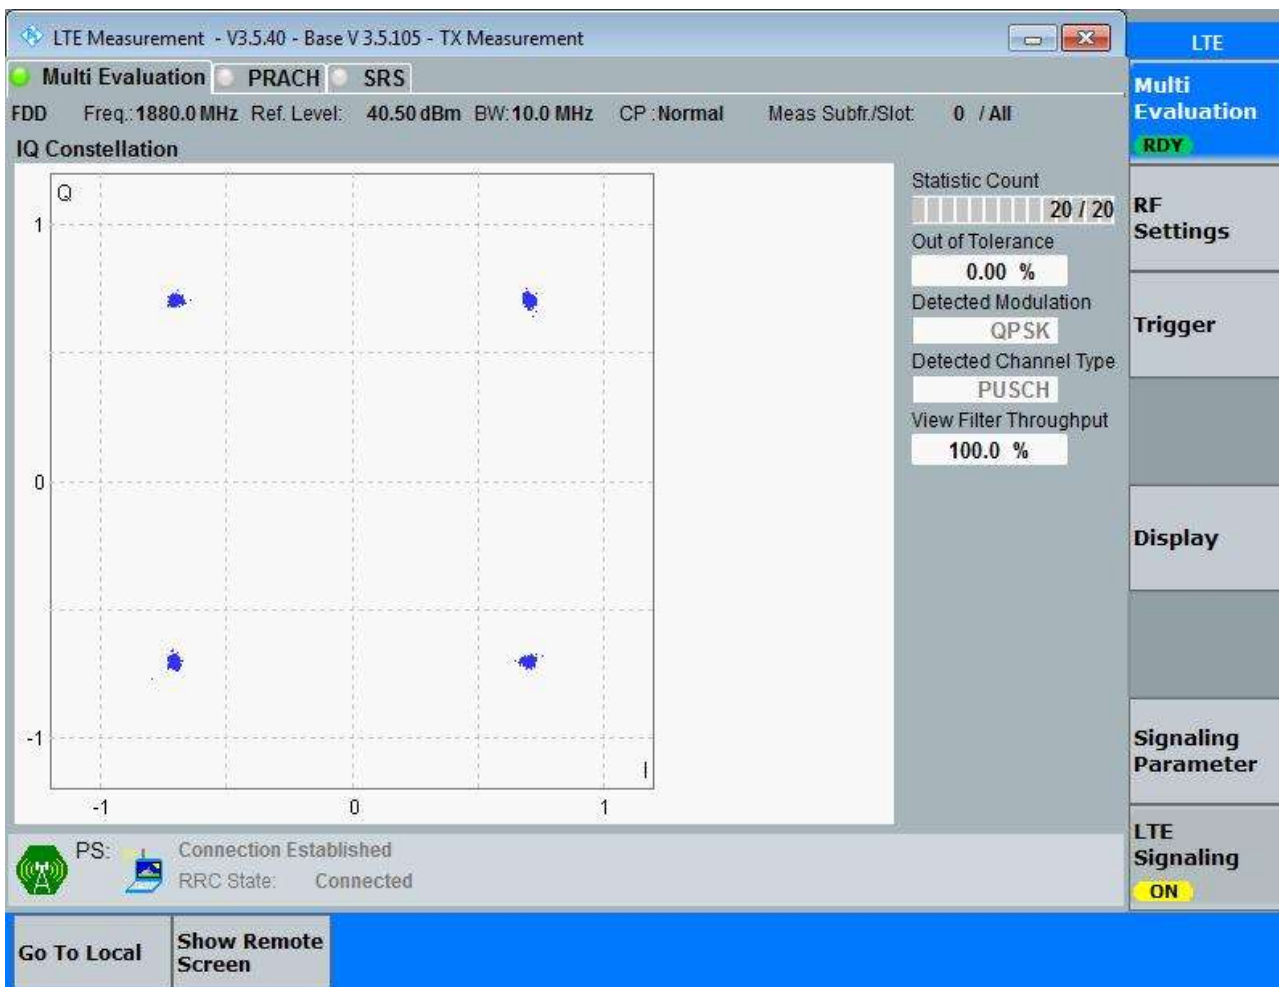 LTE Measurement - V3.5.40 - Base V 3.5.105 - TX Measurement
LTE
Multi Evaluation PRACH SRS
FDD Freq.: 1880.0 MHz Ref. Level: 40.50 dBm BW: 10.0 MHz CP : Normal Meas Subfr./Slot: 0 / All
IQ Constellation
Q
1
0
-1
I
-1 0 1
Statistic Count
20 / 20
Out of Tolerance
0.00 %
Detected Modulation
QPSK
Detected Channel Type
PUSCH
View Filter Throughput
100.0 %
Multi
Evaluation
RDY
RF
Settings
Trigger
Display
Signaling
Parameter
LTE
Signaling
ON
PS: Connection Established
RRC State: Connected
Go To Local
Show Remote
Screen